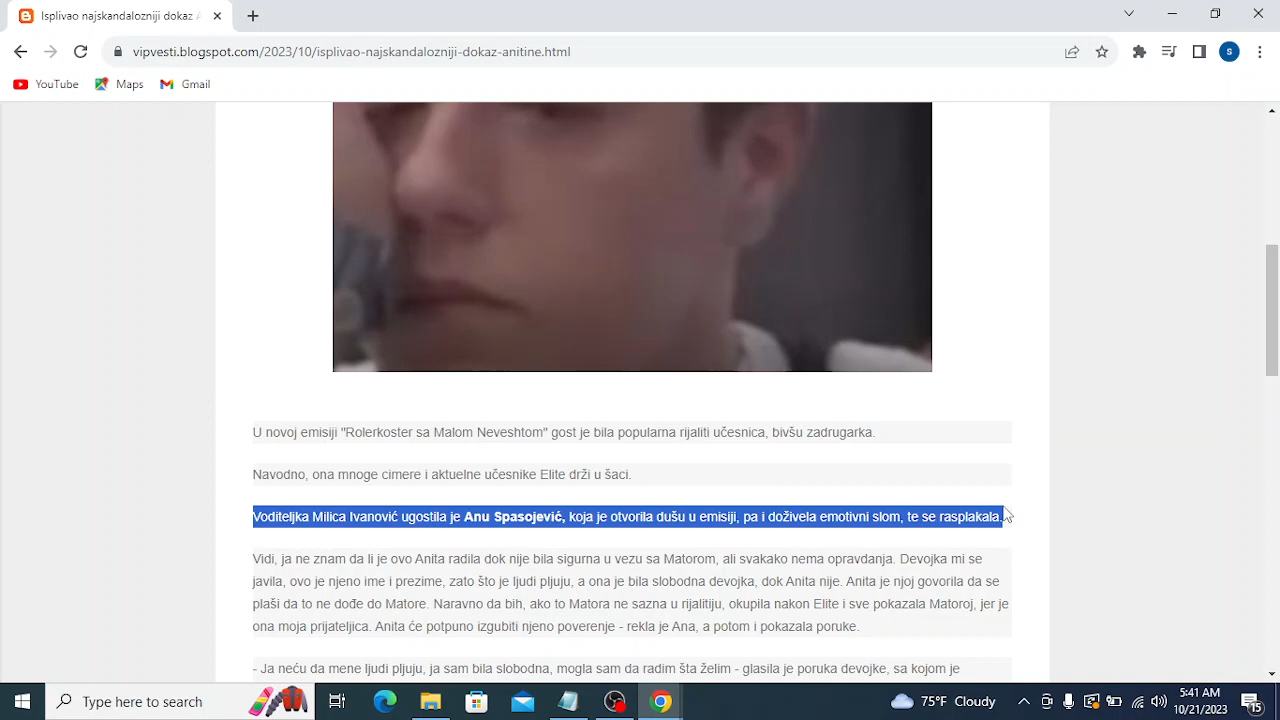 Isplivao najskandalozniji dokaz A
vipvesti.blogspot.com/2023/10/isplivao-najskandalozniji-dokaz-anitine.html
S
YouTube
Maps
Gmail
U novoj emisiji "Rolerkoster sa Malom Neveshtom" gost je bila popularna rijaliti učesnica, bivšu zadrugarka.
Navodno, ona mnoge cimere i aktuelne učesnike Elite drži u šaci.
Voditeljka Milica Ivanović ugostila je Anu Spasojević, koja je otvorila dušu u emisiji, pa i doživela emotivni slom, te se rasplakala.
Vidi, ja ne znam da li je ovo Anita radila dok nije bila sigurna u vezu sa Matorom, ali svakako nema opravdanja. Devojka mi se
javila, ovo je njeno ime i prezime, zato što je ljudi pljuju, a ona je bila slobodna devojka, dok Anita nije. Anita je njoj govorila da se
plaši da to ne dođe do Matore. Naravno da bih, ako to Matora ne sazna u rijalitiju, okupila nakon Elite i sve pokazala Matoroj, jer je
ona moja prijateljica. Anita će potpuno izgubiti njeno poverenje - rekla je Ana, a potom i pokazala poruke.
- Ja neću da mene ljudi pljuju, ja sam bila slobodna, mogla sam da radim šta želim - glasila je poruka devojke, sa kojom je
Type here to search
75°F Cloudy
5:41 AM
10/21/2023
15